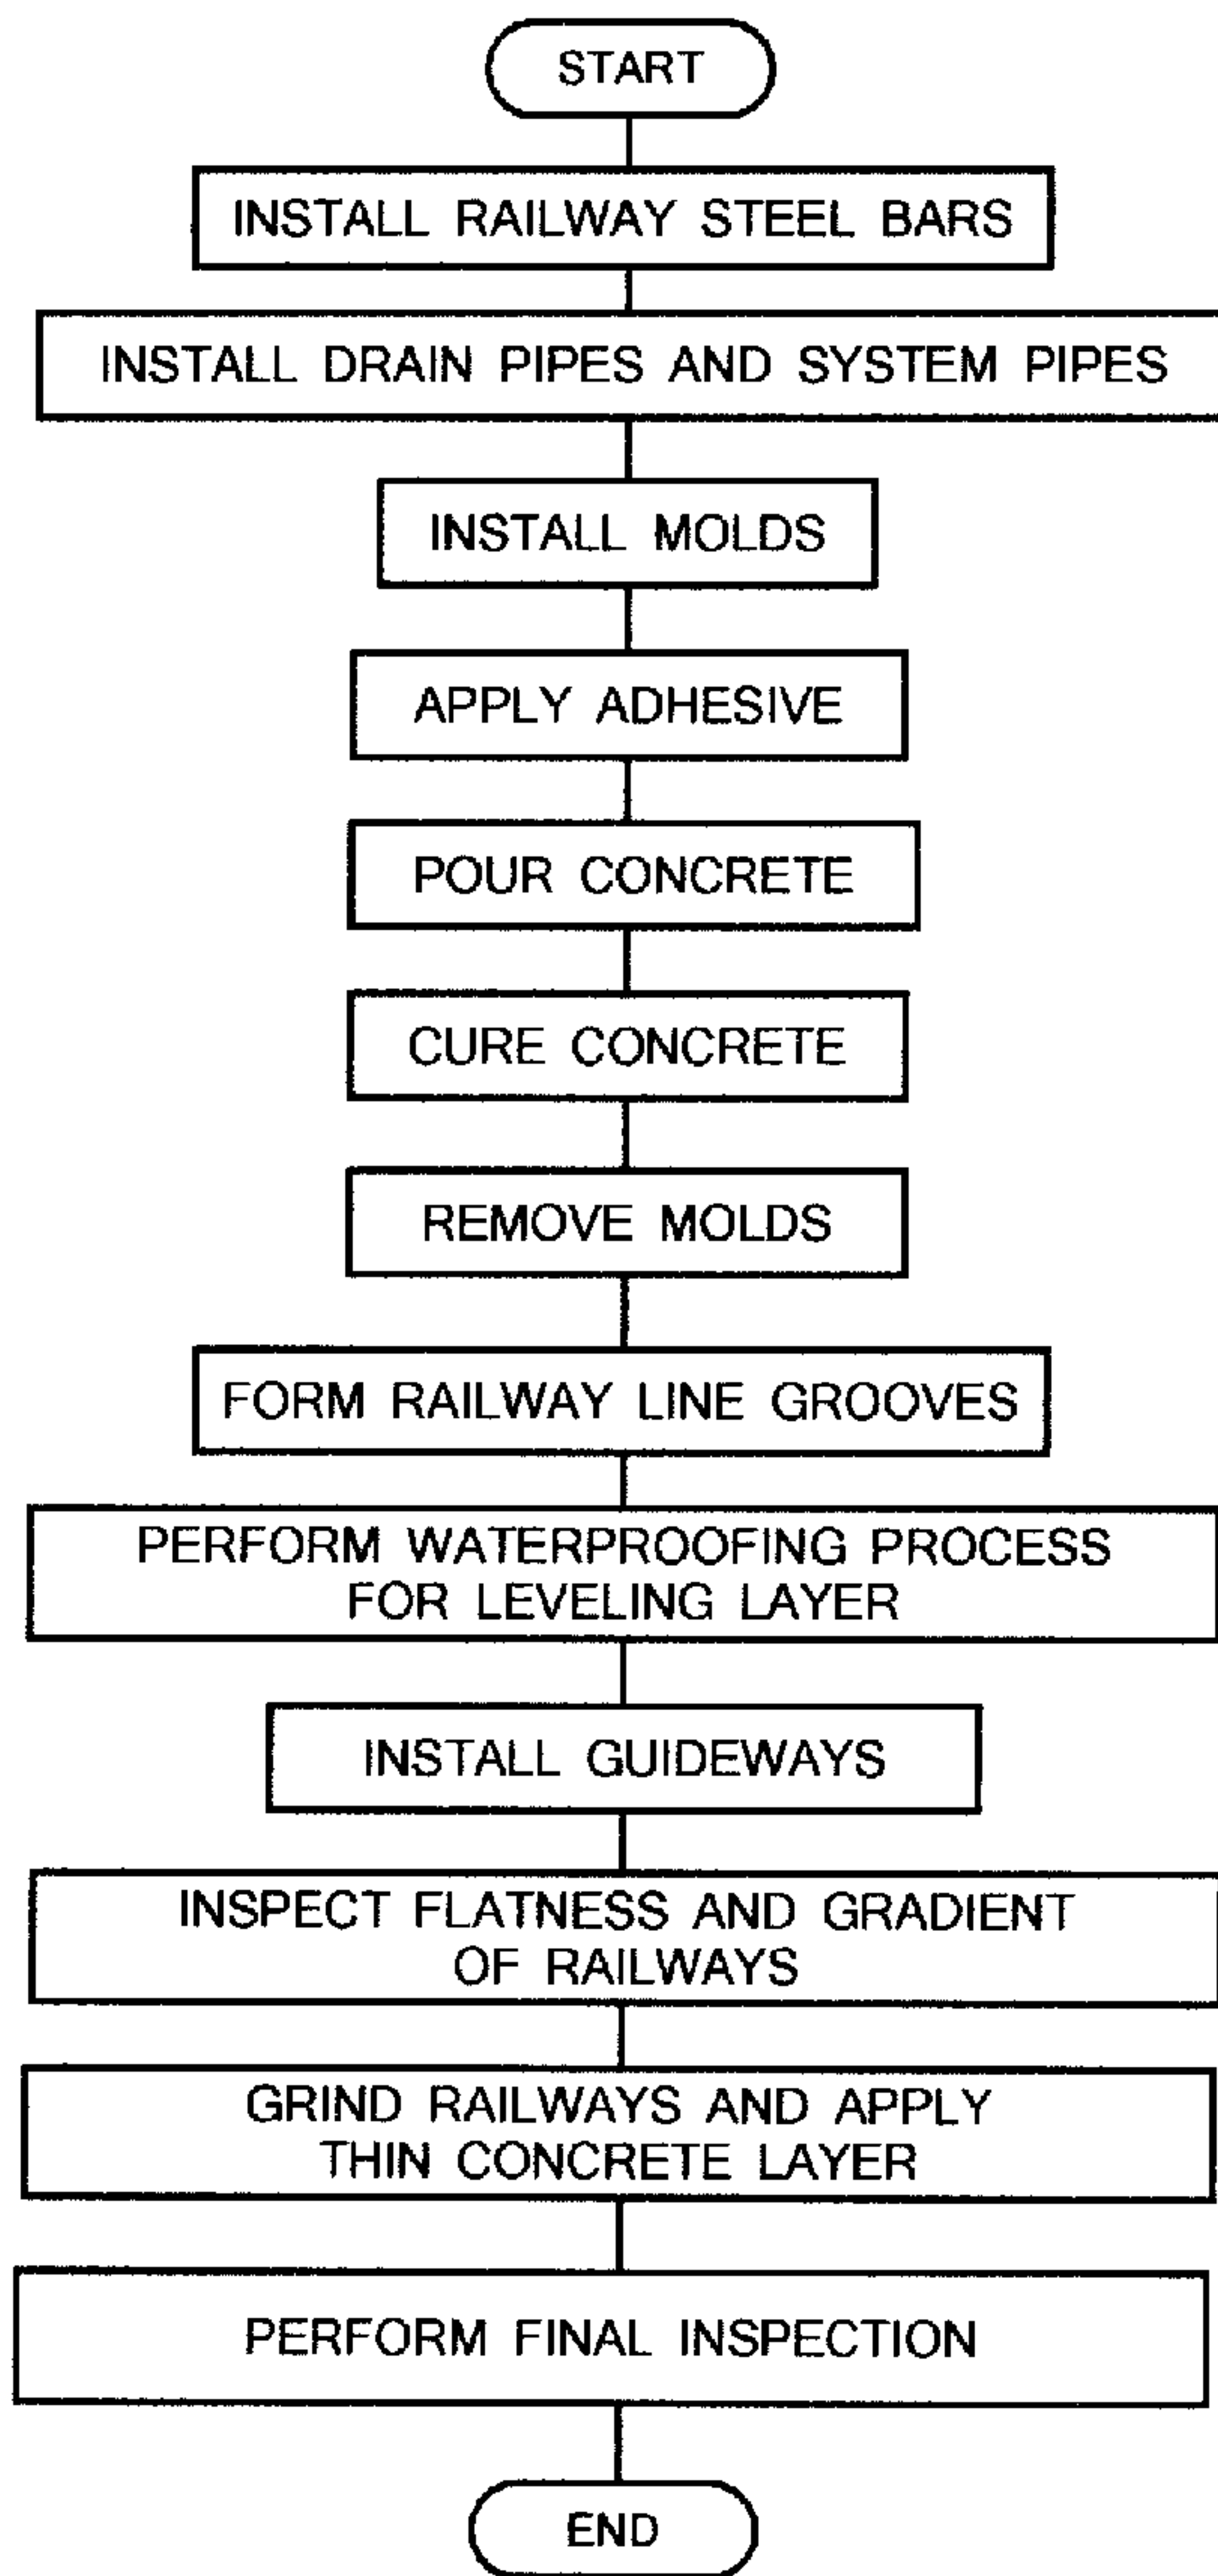 START
INSTALL RAILWAY STEEL BARS
INSTALL DRAIN PIPES AND SYSTEM PIPES
INSTALL MOLDS
APPLY ADHESIVE
POUR CONCRETE
CURE CONCRETE
REMOVE MOLDS
FORM RAILWAY LINE GROOVES
PERFORM WATERPROOFING PROCESS
FOR LEVELING LAYER
INSTALL GUIDEWAYS
INSPECT FLATNESS AND GRADIENT
OF RAILWAYS
GRIND RAILWAYS AND APPLY
THIN CONCRETE LAYER
PERFORM FINAL INSPECTION
END